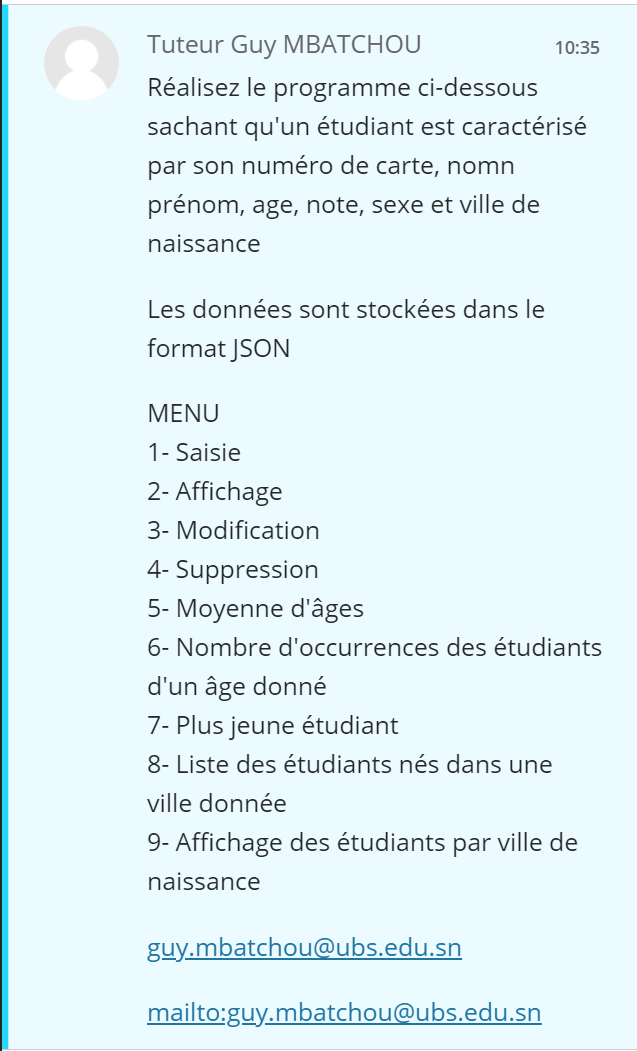 Tuteur Guy MBATCHOU 10:35
Réalisez le programme ci-dessous
sachant qu'un étudiant est caractérisé
par son numéro de carte, nomn
prénom, age, note, sexe et ville de
naissance
Les données sont stockées dans le
format JSON
MENU
1- Saisie
2- Affichage
3- Modification
4- Suppression
5- Moyenne d'âges
6- Nombre d'occurrences des étudiants
d'un âge donné
7- Plus jeune étudiant
8- Liste des étudiants nés dans une
ville donnée
9- Affichage des étudiants par ville de
naissance
guy.mbatchou@ubs.edu.sn
mailto:guy.mbatchou@ubs.edu.sn